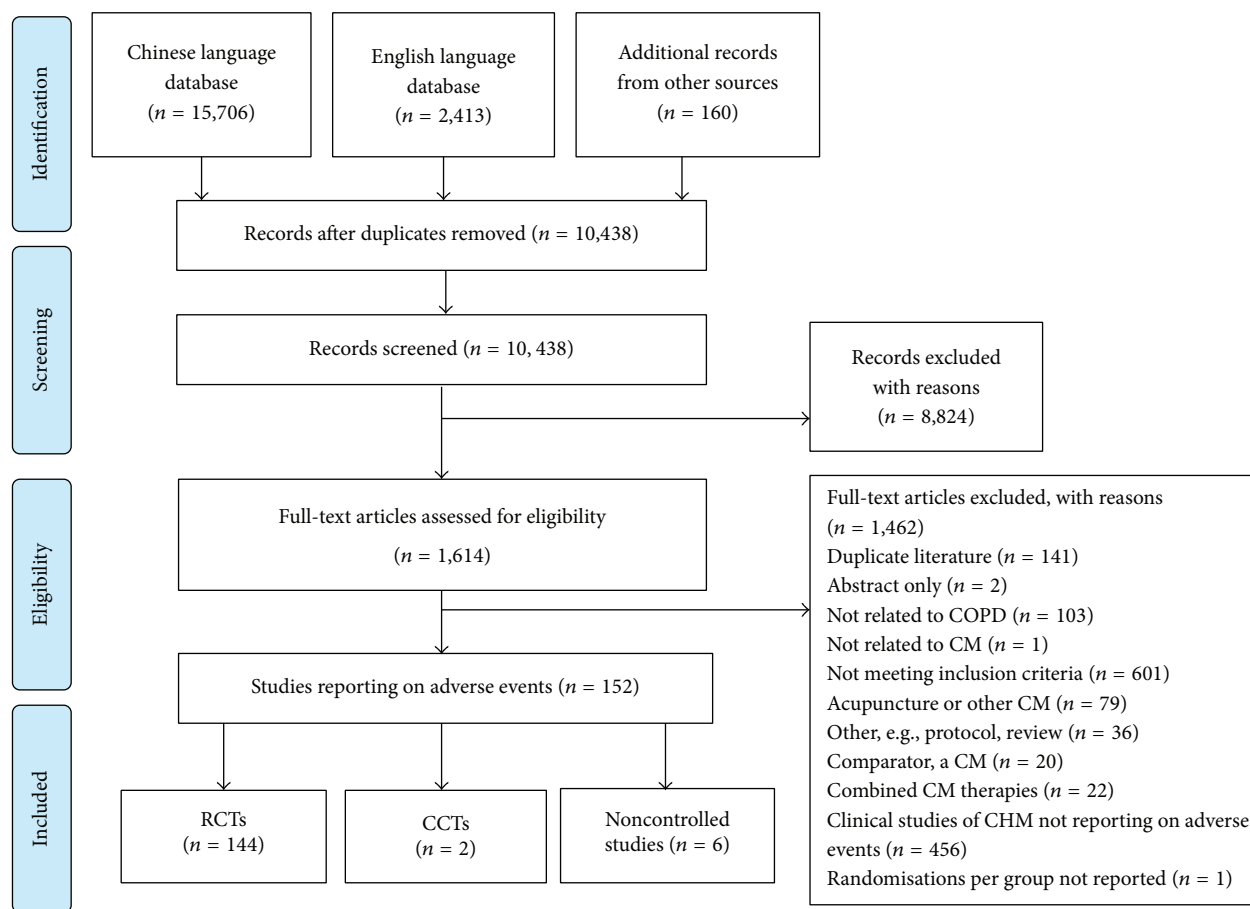 Identification
Chinese language
database
(n = 15,706)
English language
database
(n = 2,413)
Additional records
from other sources
(n = 160)
Records after duplicates removed (n = 10,438)
Screening
Records screened (n = 10, 438)
Records excluded
with reasons
(n = 8,824)
Eligibility
Full-text articles assessed for eligibility
(n = 1,614)
Full-text articles excluded, with reasons
(n = 1,462)
Duplicate literature (n = 141)
Abstract only (n = 2)
Not related to COPD (n = 103)
Not related to CM (n = 1)
Not meeting inclusion criteria (n = 601)
Acupuncture or other CM (n = 79)
Other, e.g., protocol, review (n = 36)
Comparator, a CM (n = 20)
Combined CM therapies (n = 22)
Clinical studies of CHM not reporting on adverse
events (n = 456)
Randomisations per group not reported (n = 1)
Studies reporting on adverse events (n = 152)
Included
RCTs
(n = 144)
CCTs
(n = 2)
Noncontrolled
studies (n = 6)